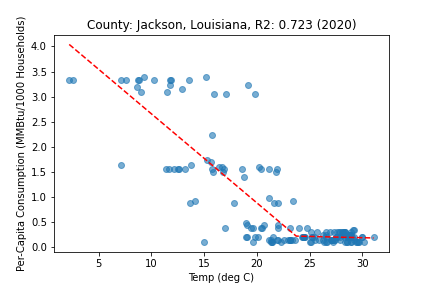 County: Jackson, Louisiana, R2: 0.723 (2020)
Per-Capita Consumption (MMBtu/1000 Households)
4.0
3.5
3.0
2.5
2.0
1.5
1.0
0.5
0.0
5 10 15 20 25 30
Temp (deg C)